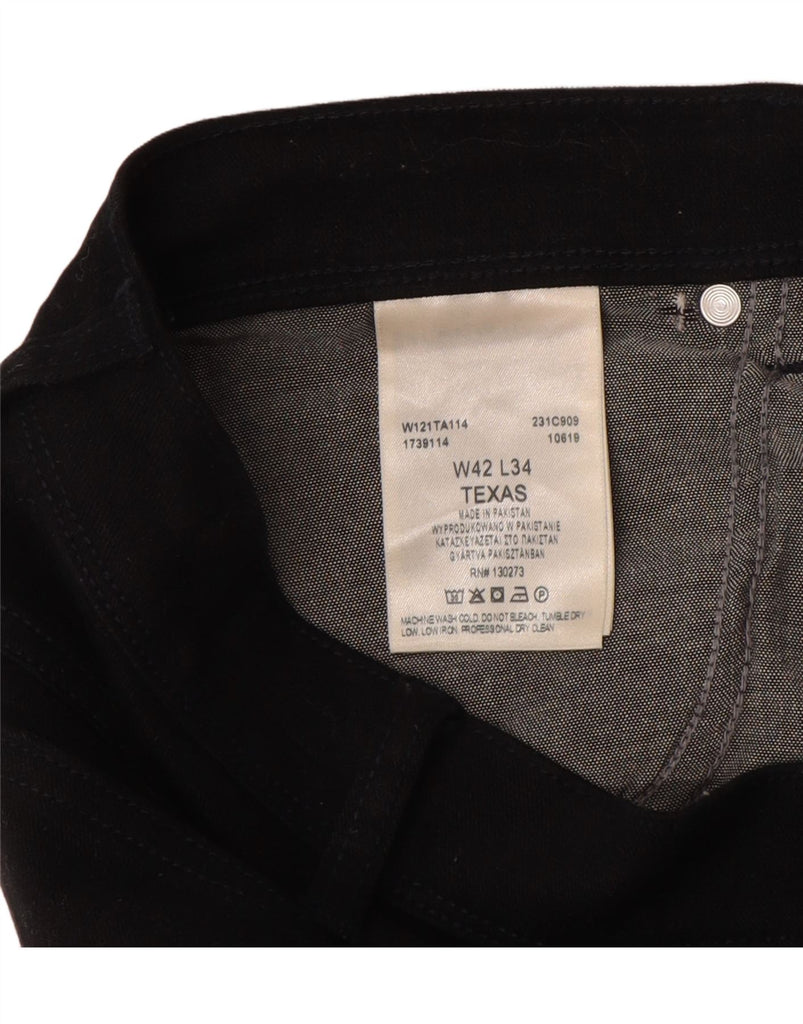 W121TA114 231C909
1739114 10619
W42 L34
TEXAS
MADE IN PAKISTAN
WYPRODUKOWANO W PAKISTANIE
ΚΑΤΑΣΚΕΥΑΖΕΤΑΙ ΣΤΟ ΠΑΚΙΣΤΑΝ
GYÁRTVA PAKISZTÁNBAN
RN# 130273
MACHINE WASH COLD. DO NOT BLEACH. TUMBLE DRY
LOW. LOW IRON. PROFESSIONAL DRY CLEAN